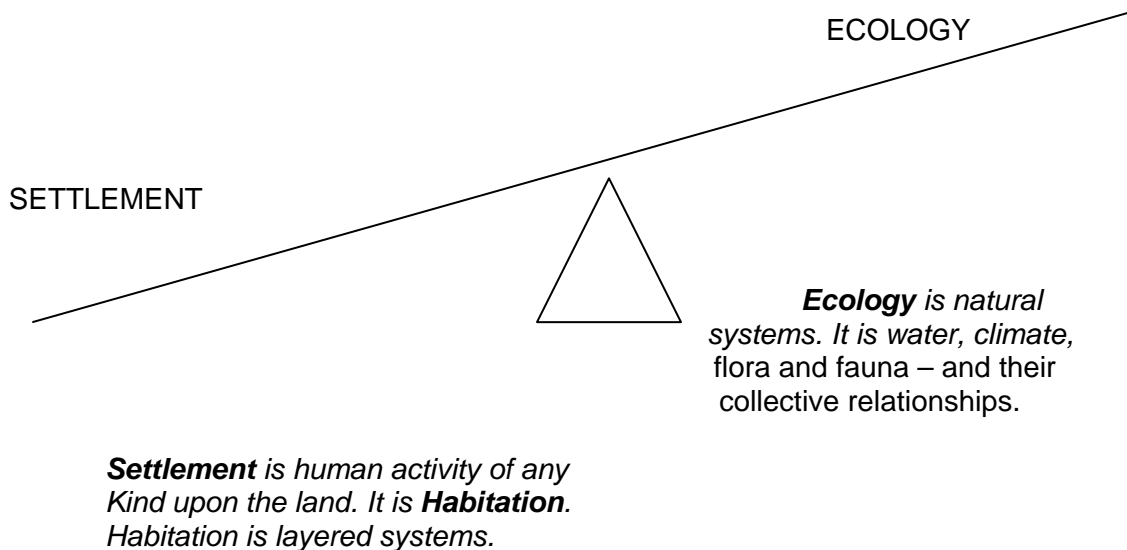 ECOLOGY
SETTLEMENT
Ecology is natural
systems. It is water, climate,
flora and fauna – and their
collective relationships.
Settlement is human activity of any
Kind upon the land. It is Habitation.
Habitation is layered systems.